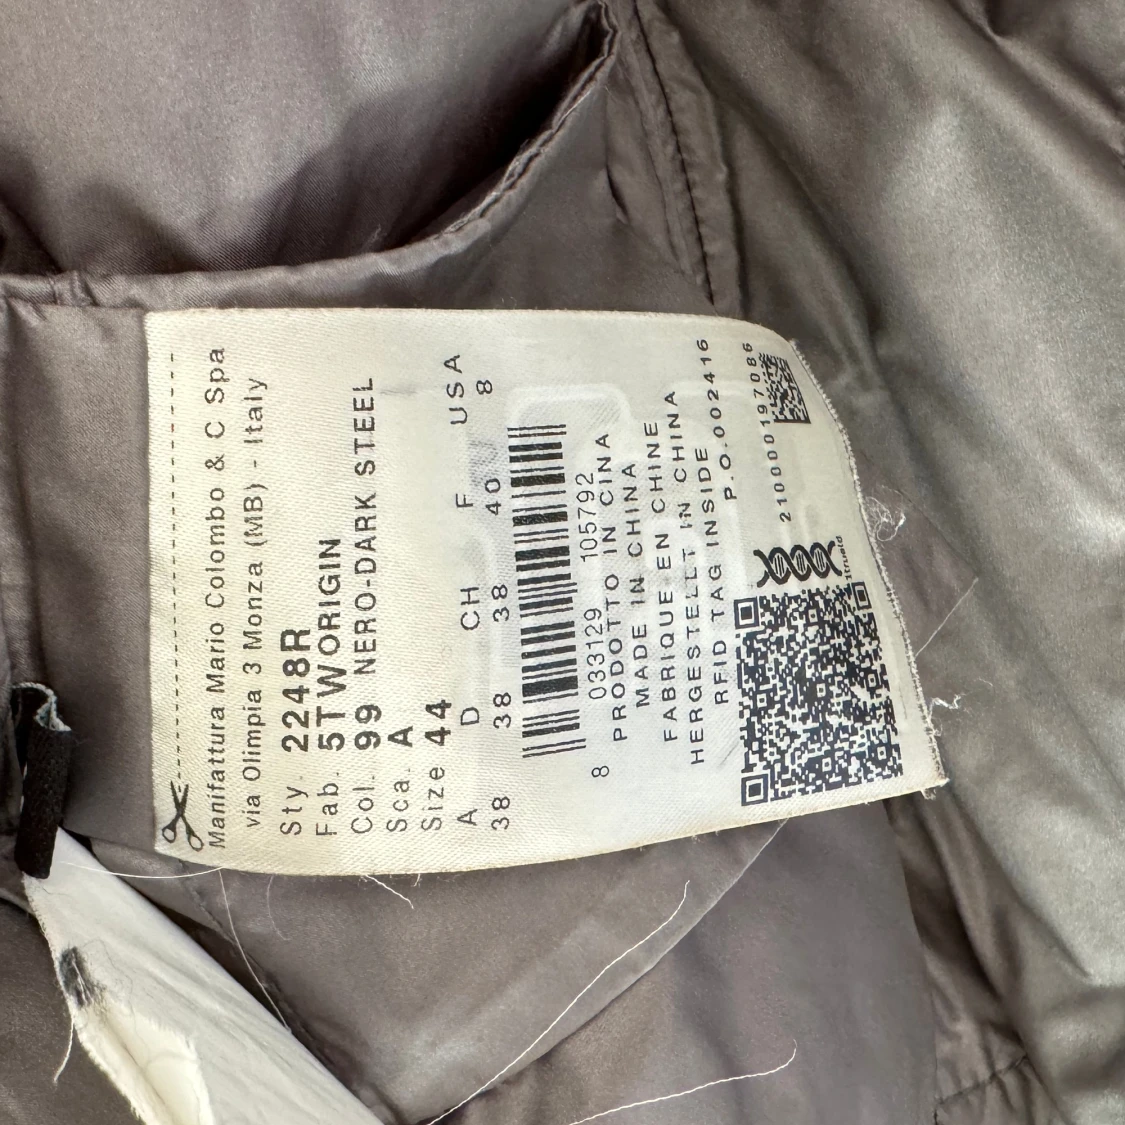 Manifattura Mario Colombo & C Spa
via Olimpia 3 Monza (MB) - Italy
Sty. 2248R
Fab. 5TWORIGIN
Col. 99 NERO-DARK STEEL
Sca. A
Size 44
A D CH F USA
38 38 38 40 8
8 033129 105792
PRODOTTO IN CINA
MADE IN CHINA
FABRIQUE EN CHINE
HERGESTELLT IN CHINA
RFID TAG INSIDE
P.O.002416
210000197086
1trueid